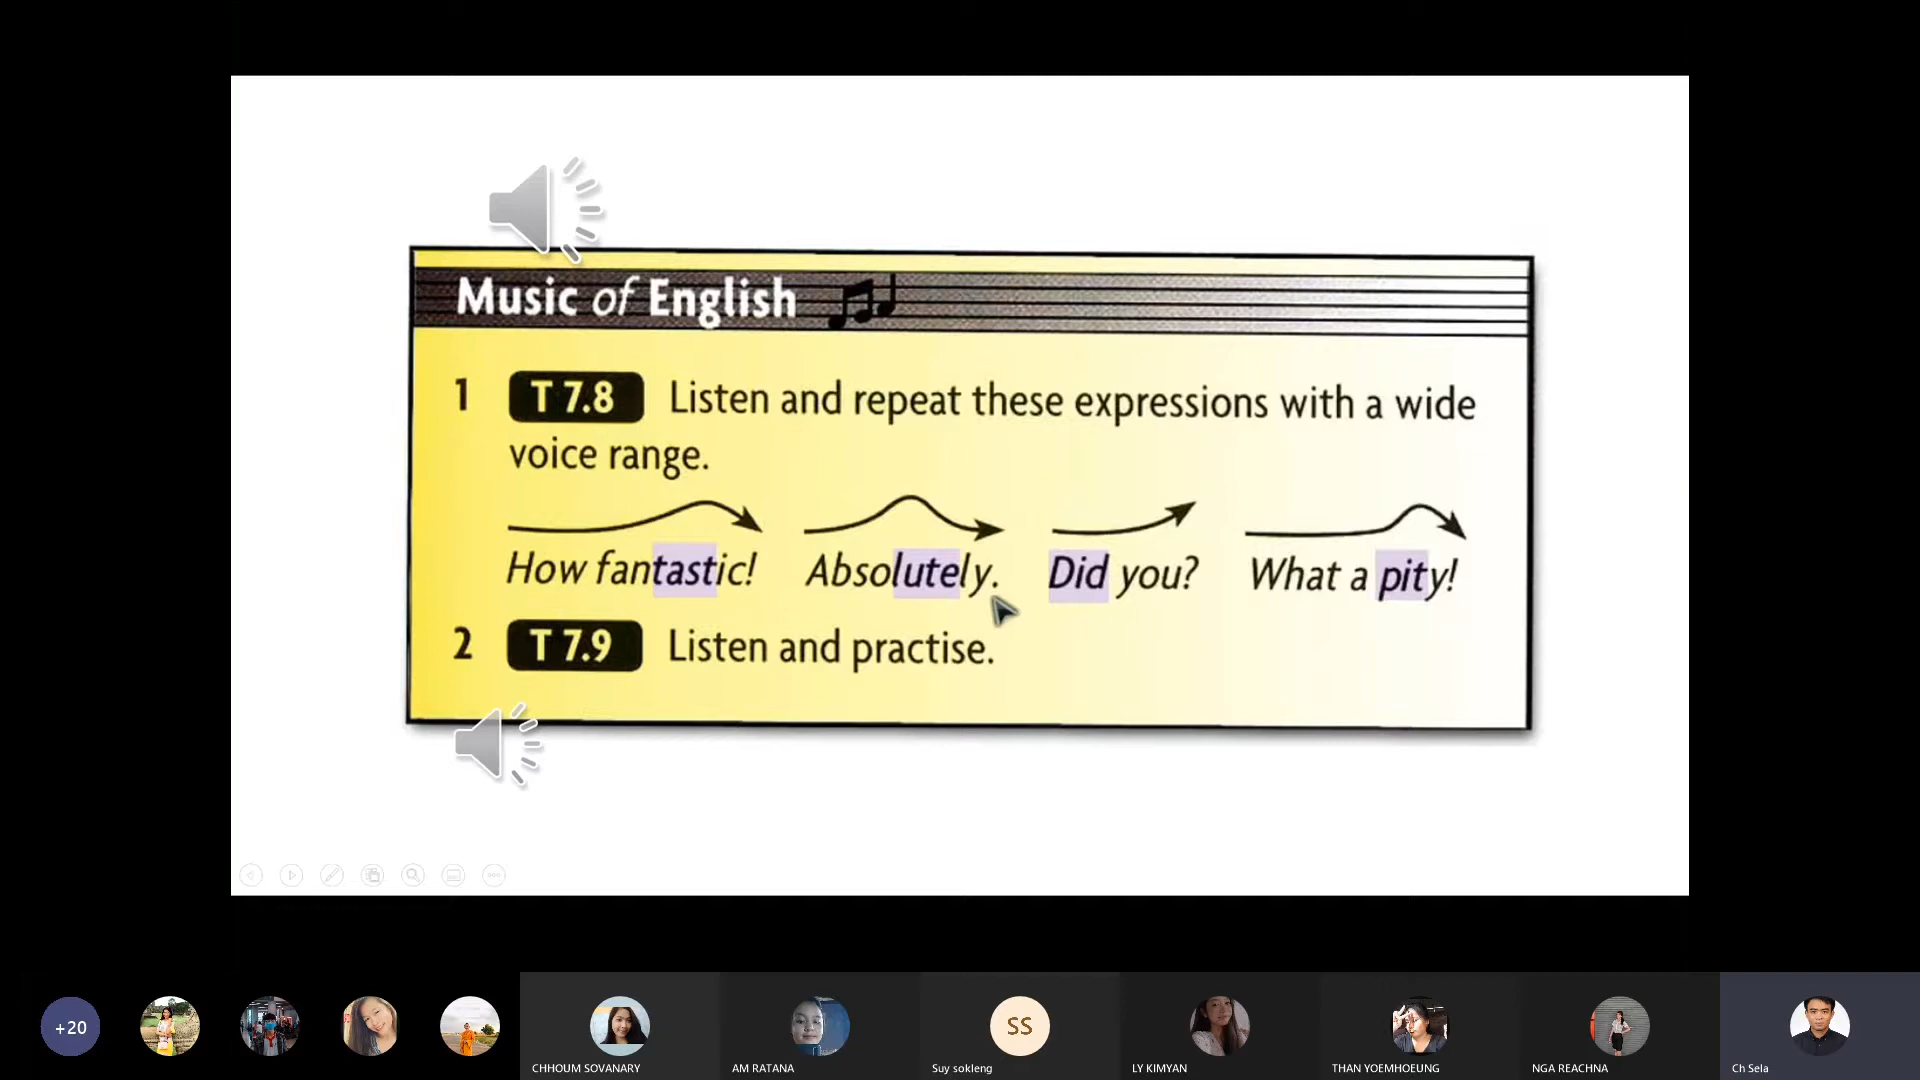 Music of English
1 T 7.8 Listen and repeat these expressions with a wide
voice range.
How fantastic! Absolutely. Did you? What a pity!
2 T 7.9 Listen and practise.
+20
SS
CHHOUM SOVANARY
AM RATANA
Suy sokleng
LY KIMYAN
THAN YOEMHOEUNG
NGA REACHNA
Ch Sela